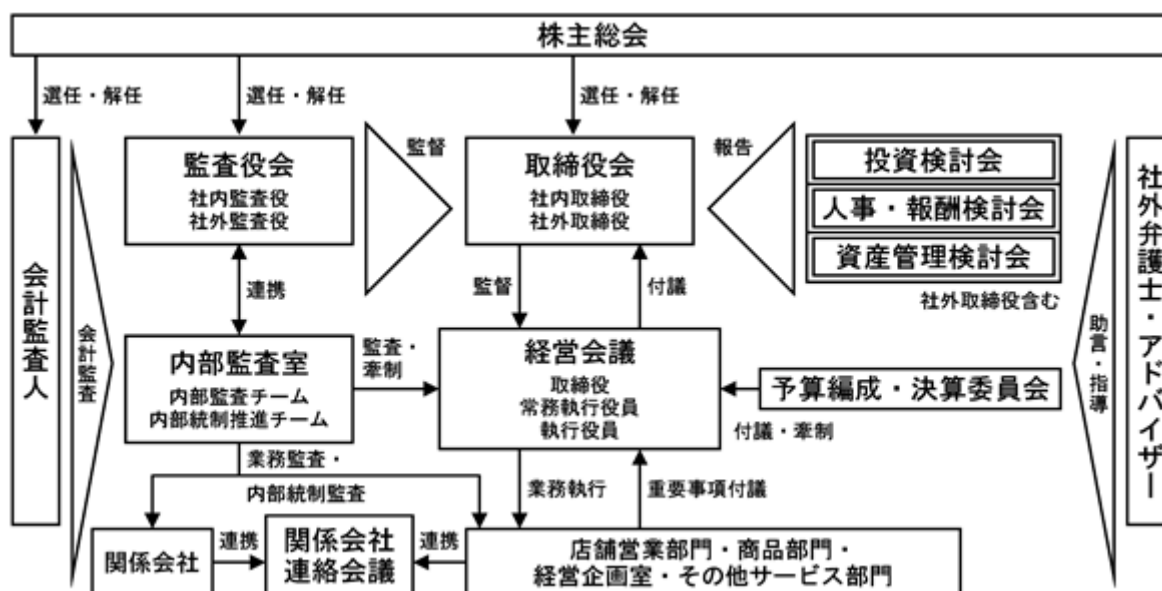 株主総会
選任・解任
選任・解任
選任・解任
会計監査人
会計監査
監査役会
社内監査役
社外監査役
監督
取締役会
社内取締役
社外取締役
報告
投資検討会
人事・報酬検討会
資産管理検討会
社外取締役含む
社外弁護士・アドバイザー
助言・指導
連携
監督
付議
内部監査室
内部監査チーム
内部統制推進チーム
監査・
牽制
経営会議
取締役
常務執行役員
執行役員
予算編成・決算委員会
付議・牽制
業務監査・
内部統制監査
業務執行
重要事項付議
関係会社
連携
関係会社
連絡会議
連携
店舗営業部門・商品部門・
経営企画室・その他サービス部門